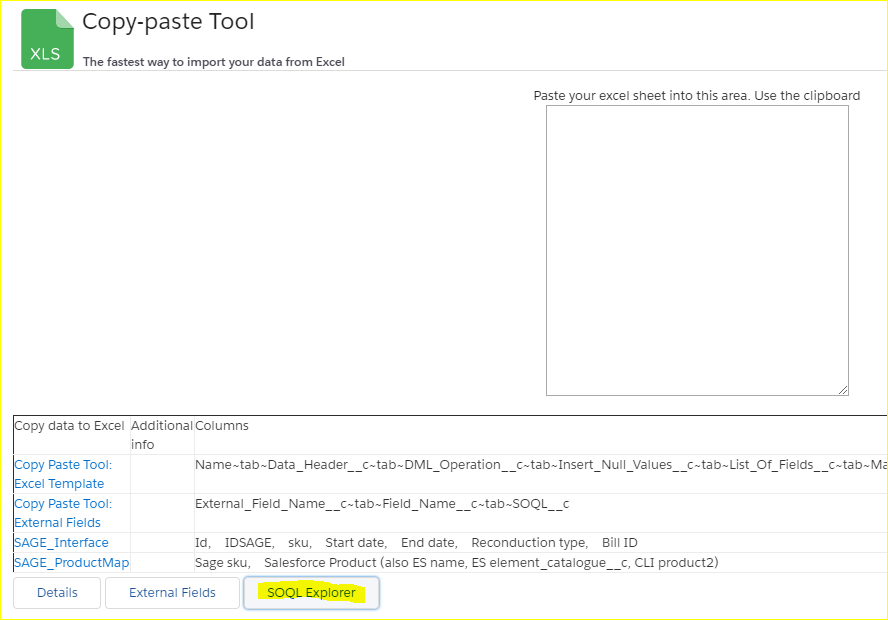 XLS
Copy-paste Tool
The fastest way to import your data from Excel
Paste your excel sheet into this area. Use the clipboard
Copy data to Excel Additional info Columns
Copy Paste Tool: Excel Template Name~tab~Data_Header__c~tab~DML_Operation__c~tab~Insert_Null_Values__c~tab~List_Of_Fields__c~tab~Ma
Copy Paste Tool: External Fields External_Field_Name__c~tab~Field_Name__c~tab~SOQL__c
SAGE_Interface Id, IDSAGE, sku, Start date, End date, Reconduction type, Bill ID
SAGE_ProductMap Sage sku, Salesforce Product (also ES name, ES element_catalogue__c, CLI product2)
Details External Fields SOQL Explorer